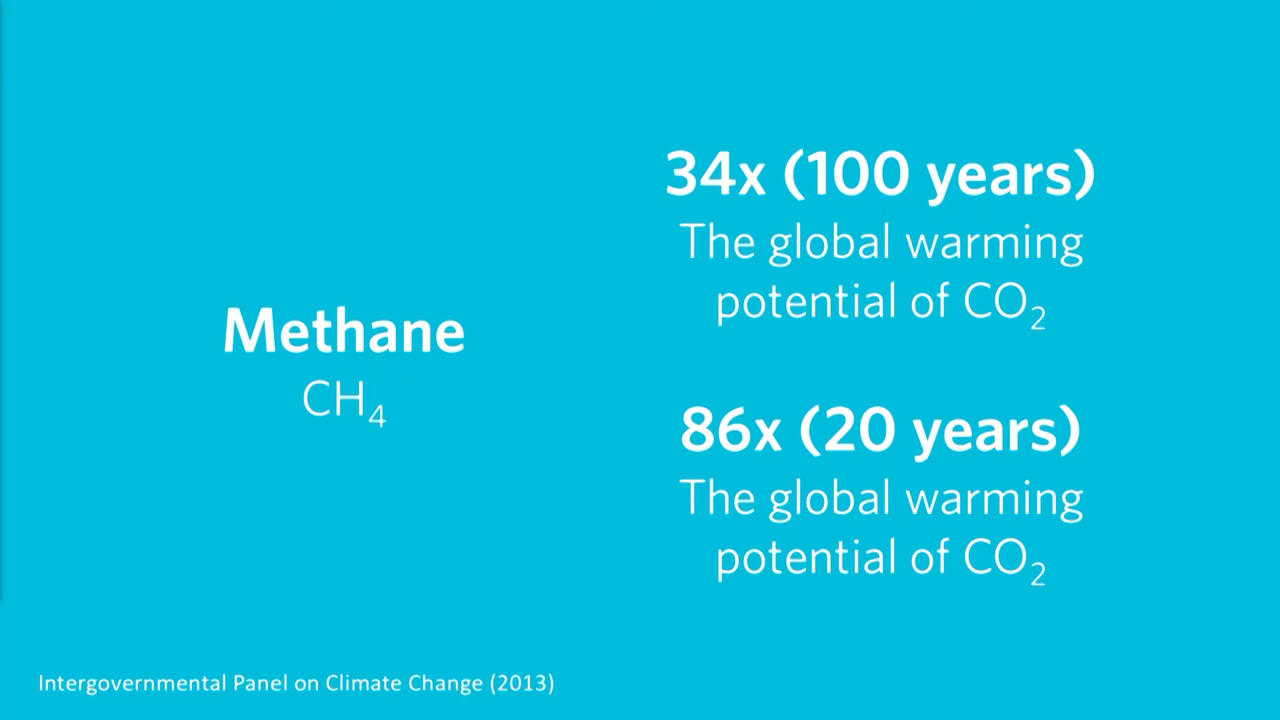 Methane
CH₄
34x (100 years)
The global warming
potential of CO₂
86x (20 years)
The global warming
potential of CO₂
Intergovernmental Panel on Climate Change (2013)